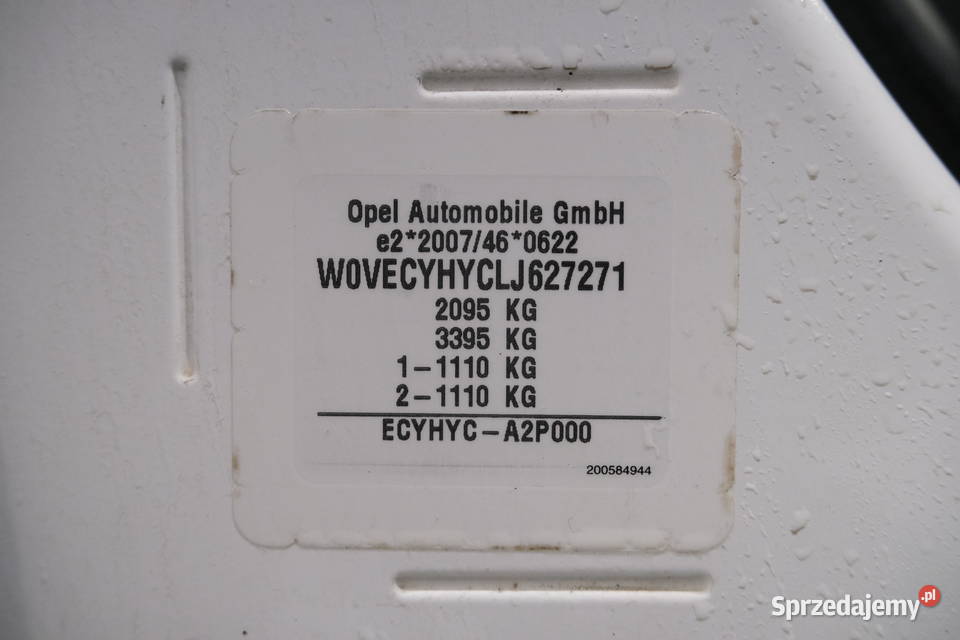 Opel Automobile GmbH
e2*2007/46*0622
W0VECYHYCLJ627271
2095 KG
3395 KG
1-1110 KG
2-1110 KG
ECYHYC-A2P000
200584944
Sprzedajemy.pl